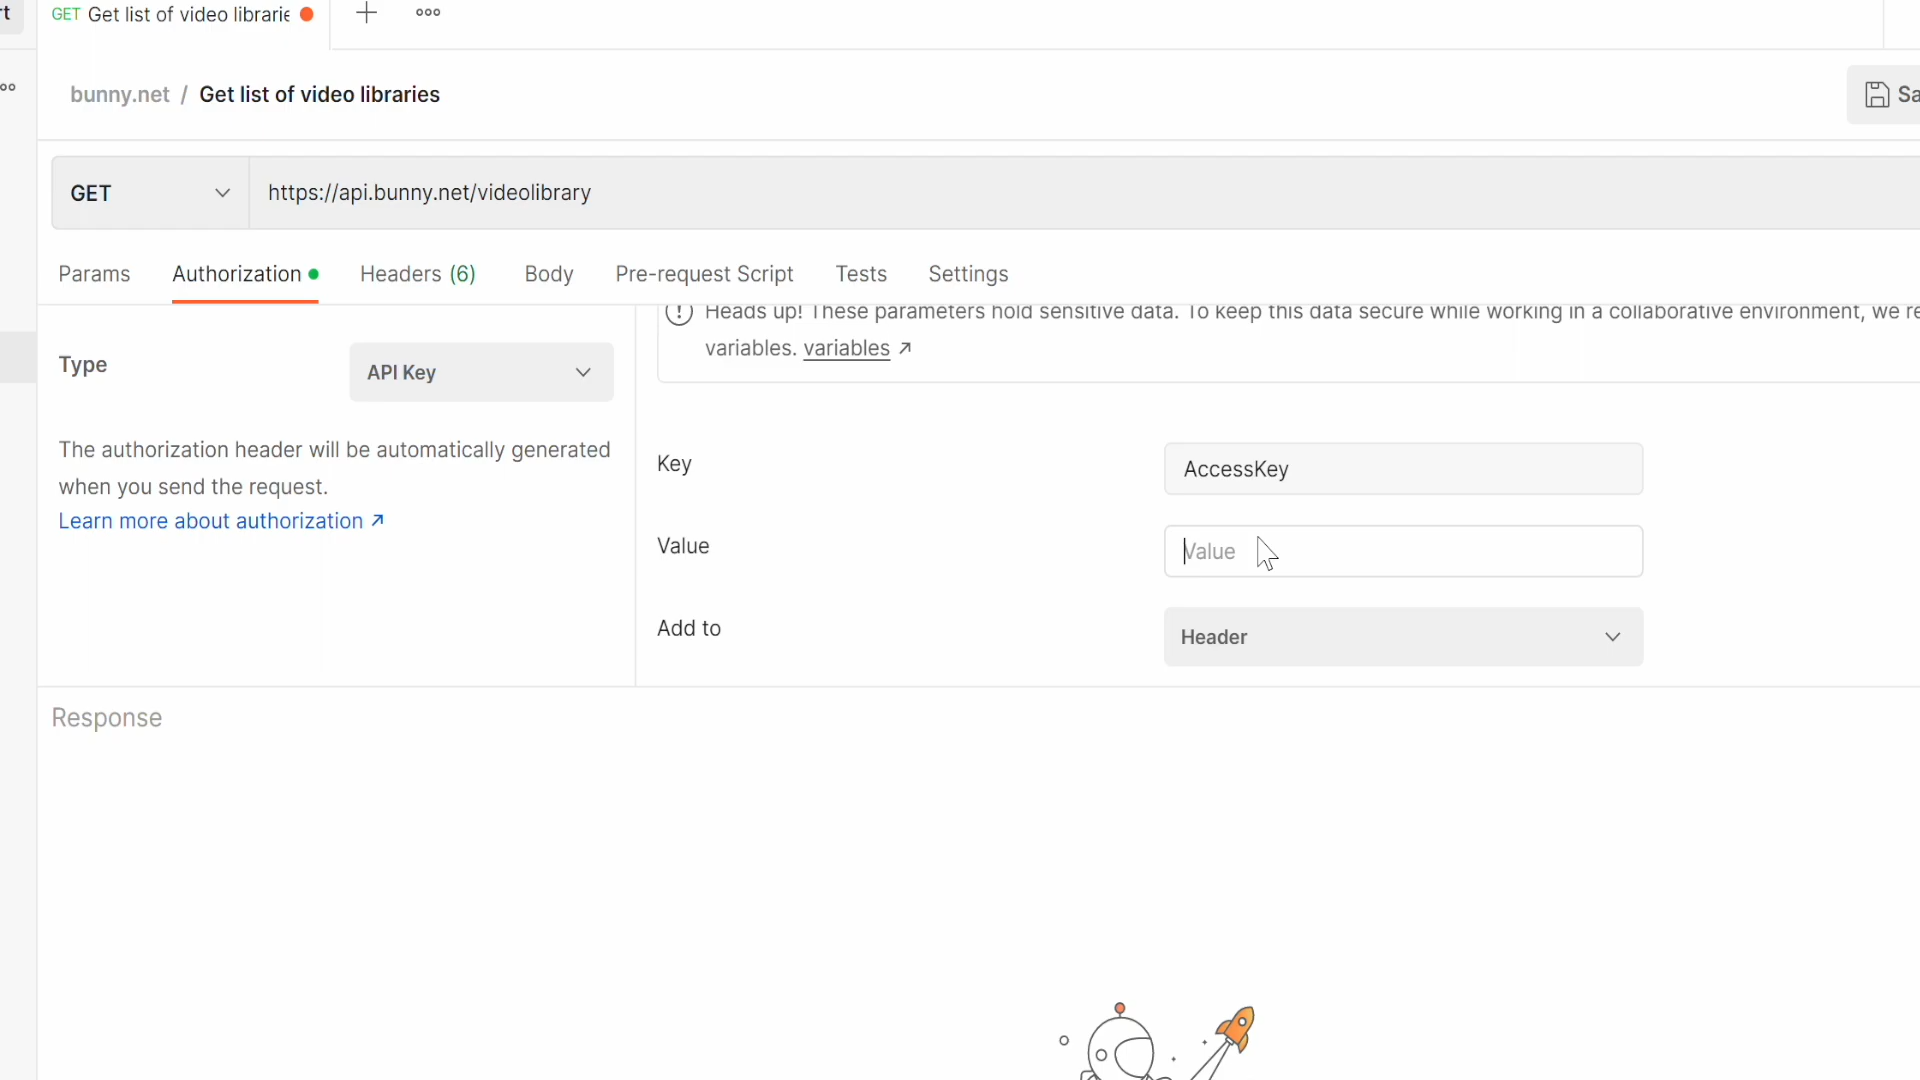 rt
GET Get list of video librarie
bunny.net / Get list of video libraries
Sa
GET https://api.bunny.net/videolibrary
Params Authorization Headers (6) Body Pre-request Script Tests Settings
Heads up! These parameters hold sensitive data. To keep this data secure while working in a collaborative environment, we re
variables. variables ↗
Type API Key
The authorization header will be automatically generated
when you send the request.
Learn more about authorization ↗
Key AccessKey
Value Value
Add to Header
Response